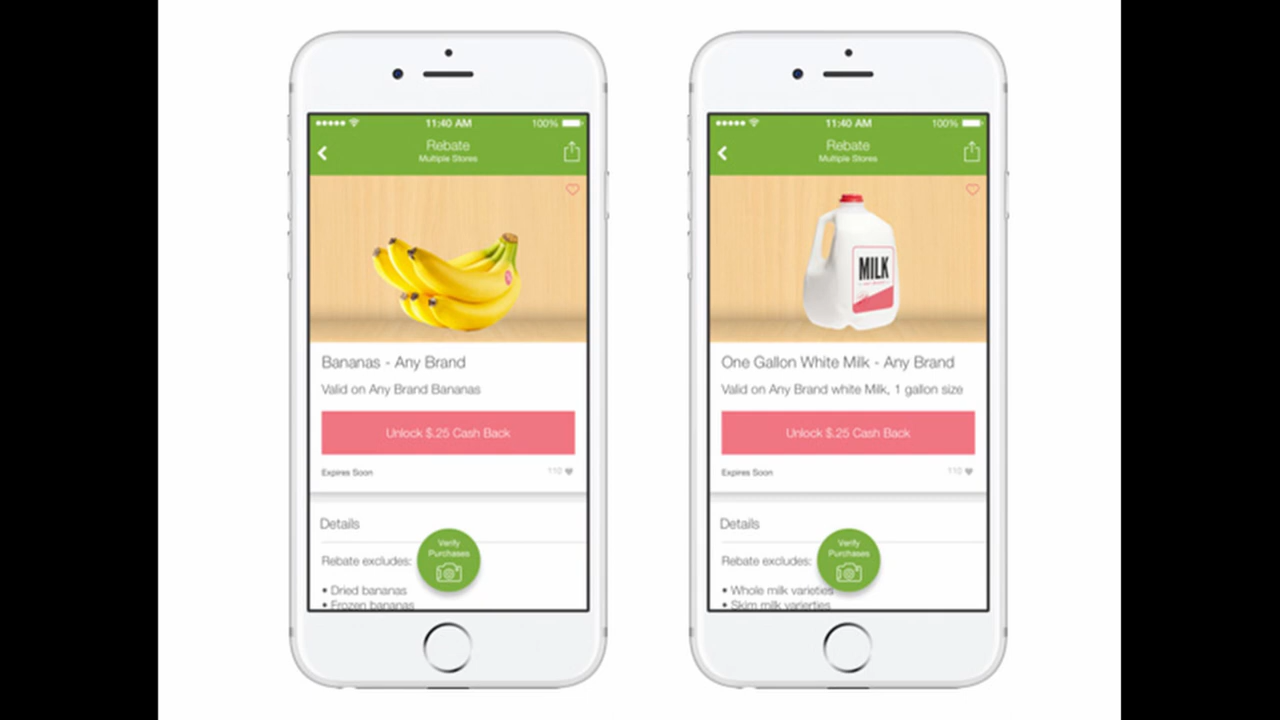 11:40 AM 100%
Rebate
Multiple Stores
Bananas - Any Brand
Valid on Any Brand Bananas
Unlock $.25 Cash Back
Expires Soon 110
Details
Verify
Purchases
Rebate excludes:
• Dried bananas
• Frozen bananas
11:40 AM 100%
Rebate
Multiple Stores
MILK
One Gallon White Milk - Any Brand
Valid on Any Brand white Milk, 1 gallon size
Unlock $.25 Cash Back
Expires Soon 110
Details
Verify
Purchases
Rebate excludes:
• Whole milk varieties
• Skim milk varierties